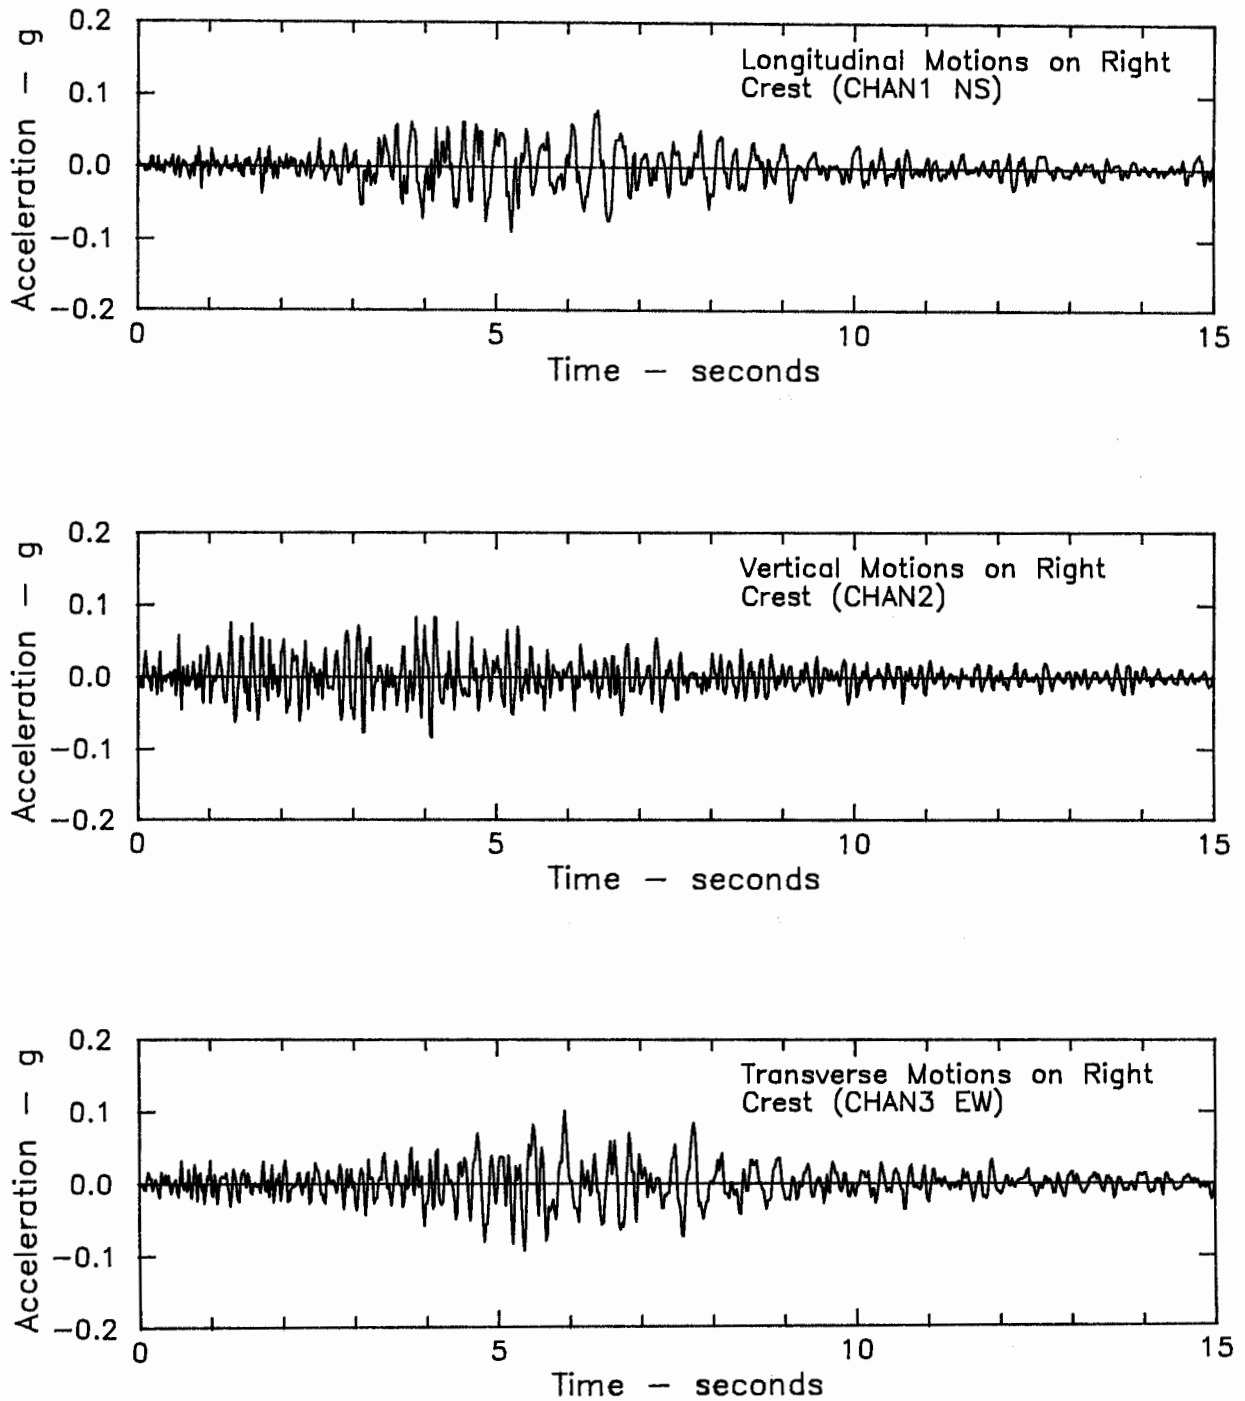 Acceleration – g
0.2
0.1
0.0
−0.1
−0.2
Longitudinal Motions on Right
Crest (CHAN1 NS)
0 5 10 15
Time – seconds
Acceleration – g
0.2
0.1
0.0
−0.1
−0.2
Vertical Motions on Right
Crest (CHAN2)
0 5 10 15
Time – seconds
Acceleration – g
0.2
0.1
0.0
−0.1
−0.2
Transverse Motions on Right
Crest (CHAN3 EW)
0 5 10 15
Time – seconds